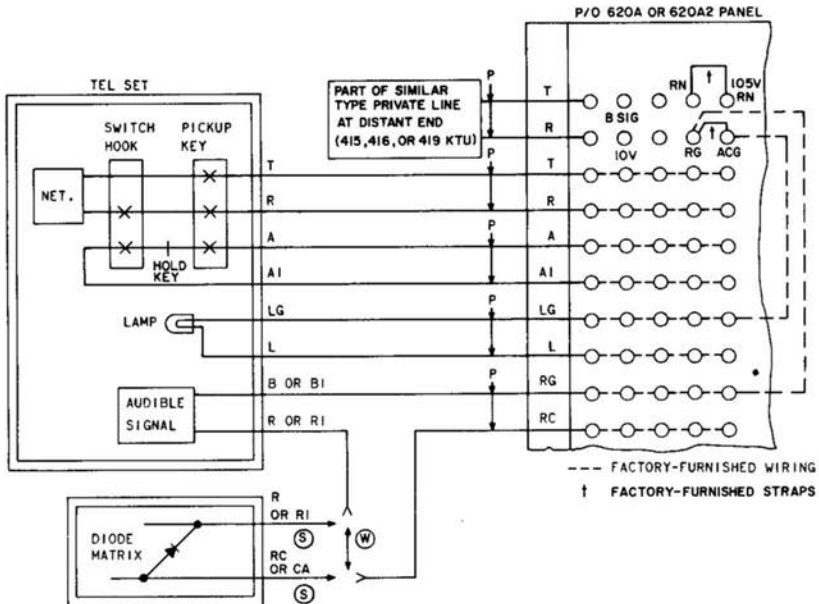 P/O 620A OR 620A2 PANEL
TEL SET
SWITCH HOOK
PICKUP KEY
NET.
HOLD KEY
LAMP
AUDIBLE SIGNAL
PART OF SIMILAR
TYPE PRIVATE LINE
AT DISTANT END
(415, 416, OR 419 KTU)
P
T
R
B SIG
10V
RN
105V
RN
RG
ACG
P
T
T
R
R
P
A
A
A1
A1
P
LG
LG
L
L
P
B OR B1
RG
R OR R1
RC
--- FACTORY-FURNISHED WIRING
† FACTORY-FURNISHED STRAPS
DIODE
MATRIX
R
OR R1
S
W
RC
OR CA
S